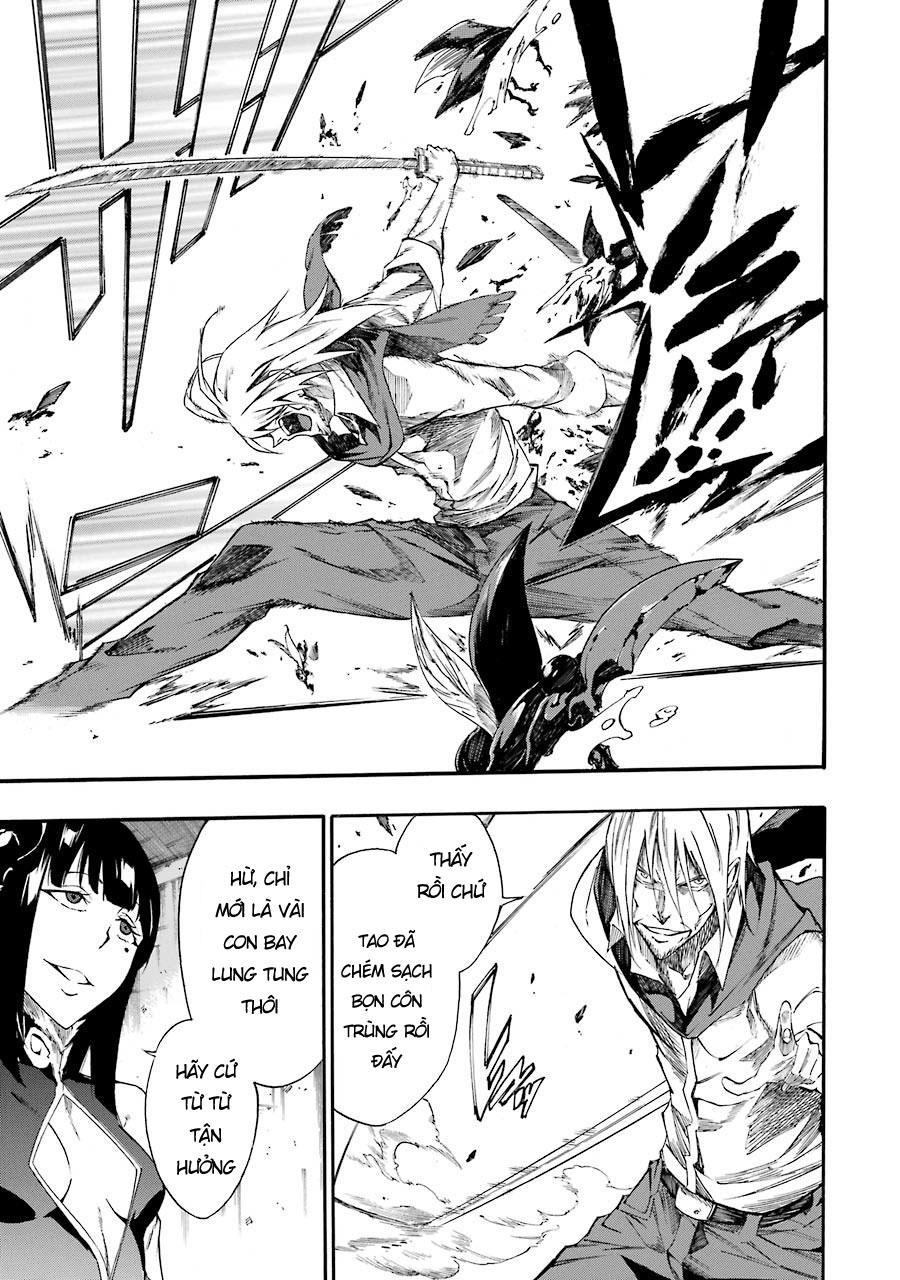 THẤY
RỒI CHỨ
TAO ĐÃ
CHÉM SẠCH
BỌN CÔN
TRÙNG RỒI
ĐẤY
HỪ, CHỈ
MỚI LÀ VÀI
CON BAY
LUNG TUNG
THÔI
HÃY CỨ
TỪ TỪ
TẬN
HƯỞNG